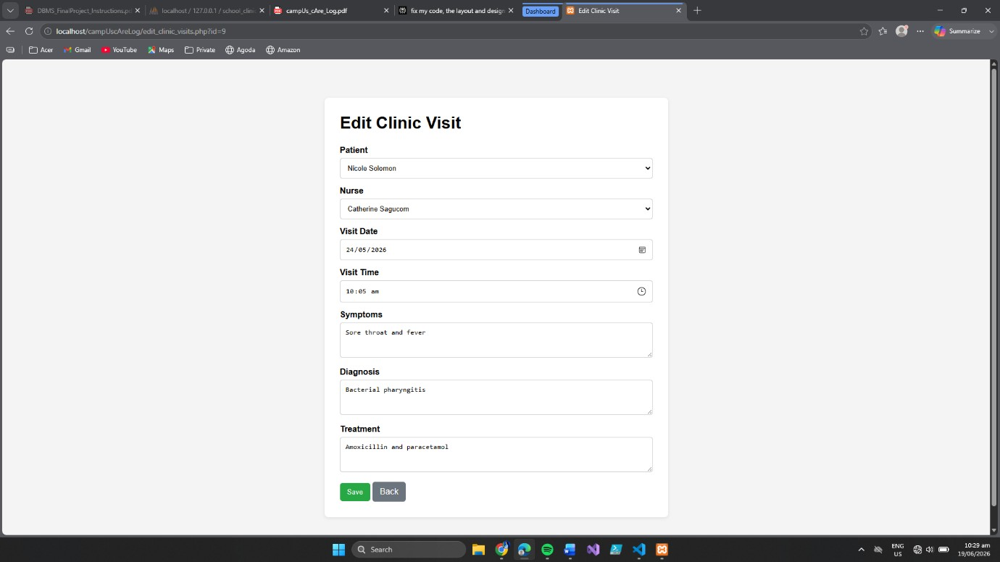 DBMS_FinalProject_Instructions.pd
localhost / 127.0.0.1 / school_clinic
campUs_cAre_Log.pdf
fix my code, the layout and design
Dashboard
Edit Clinic Visit
localhost/campUscAreLog/edit_clinic_visits.php?id=9
Summarize
Acer
Gmail
YouTube
Maps
Private
Agoda
Amazon
Edit Clinic Visit
Patient
Nicole Solomon
Nurse
Catherine Sagucom
Visit Date
24/05/2026
Visit Time
10:05 am
Symptoms
Sore throat and fever
Diagnosis
Bacterial pharyngitis
Treatment
Amoxicillin and paracetamol
Save
Back
Search
ENG
US
10:29 am
19/06/2026